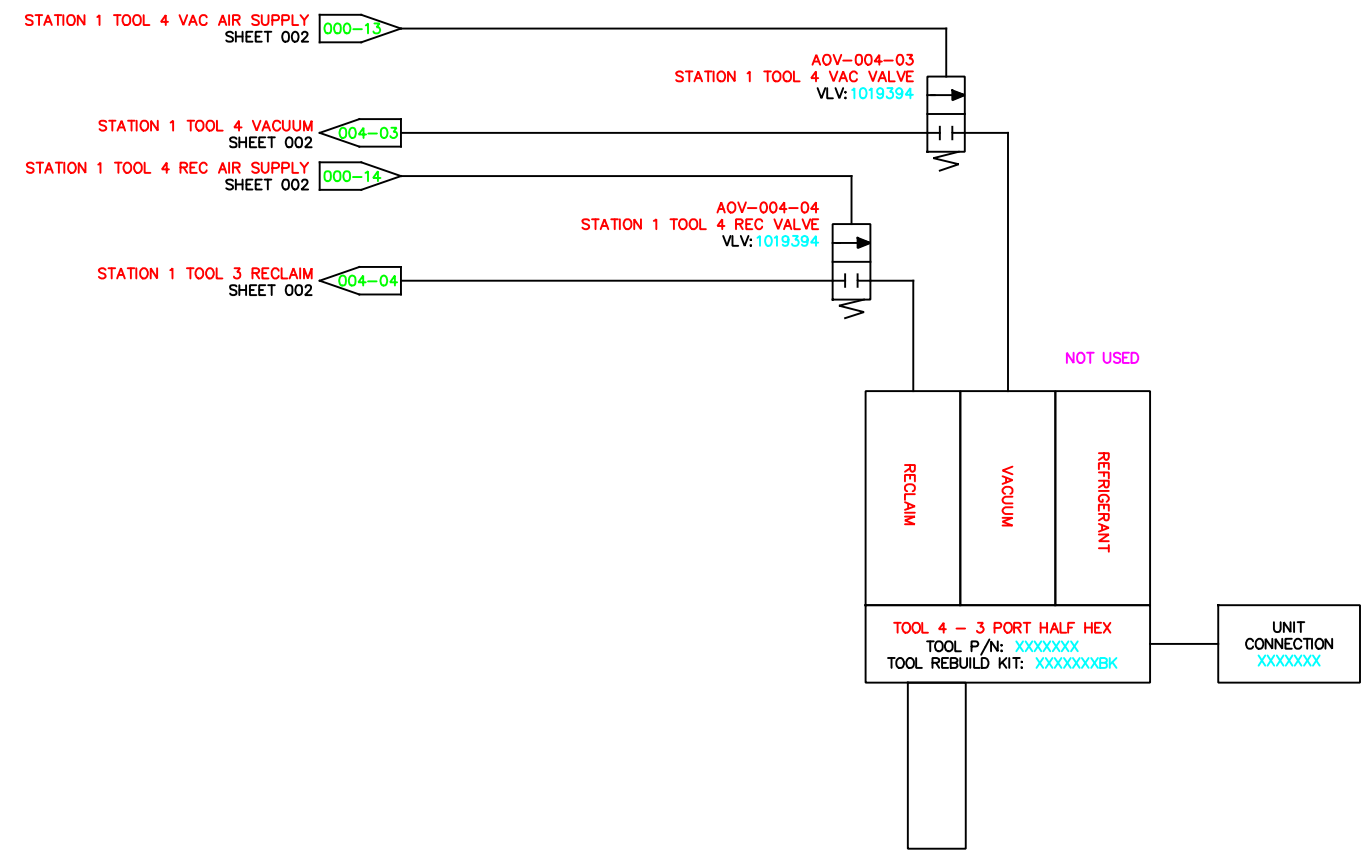 STATION 1 TOOL 4 VAC AIR SUPPLY
SHEET 002
000-13
AOV-004-03
STATION 1 TOOL 4 VAC VALVE
VLV: 1019394
STATION 1 TOOL 4 VACUUM
SHEET 002
004-03
STATION 1 TOOL 4 REC AIR SUPPLY
SHEET 002
000-14
AOV-004-04
STATION 1 TOOL 4 REC VALVE
VLV: 1019394
STATION 1 TOOL 3 RECLAIM
SHEET 002
004-04
NOT USED
RECLAIM
VACUUM
REFRIGERANT
TOOL 4 - 3 PORT HALF HEX
TOOL P/N: XXXXXXX
TOOL REBUILD KIT: XXXXXXXBK
UNIT
CONNECTION
XXXXXXX